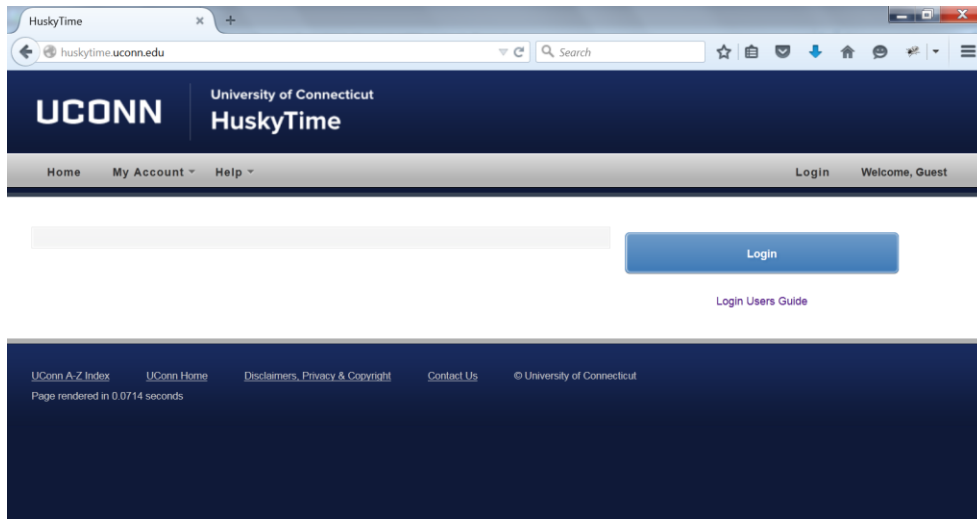 HuskyTime
huskytime.uconn.edu
Search
UCONN
University of Connecticut
HuskyTime
Home My Account Help Login Welcome, Guest
Login
Login Users Guide
UConn A-Z Index UConn Home Disclaimers, Privacy & Copyright Contact Us © University of Connecticut
Page rendered in 0.0714 seconds